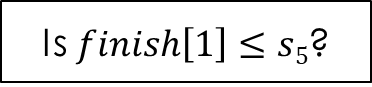 Is finish[1] ≤ s₅?